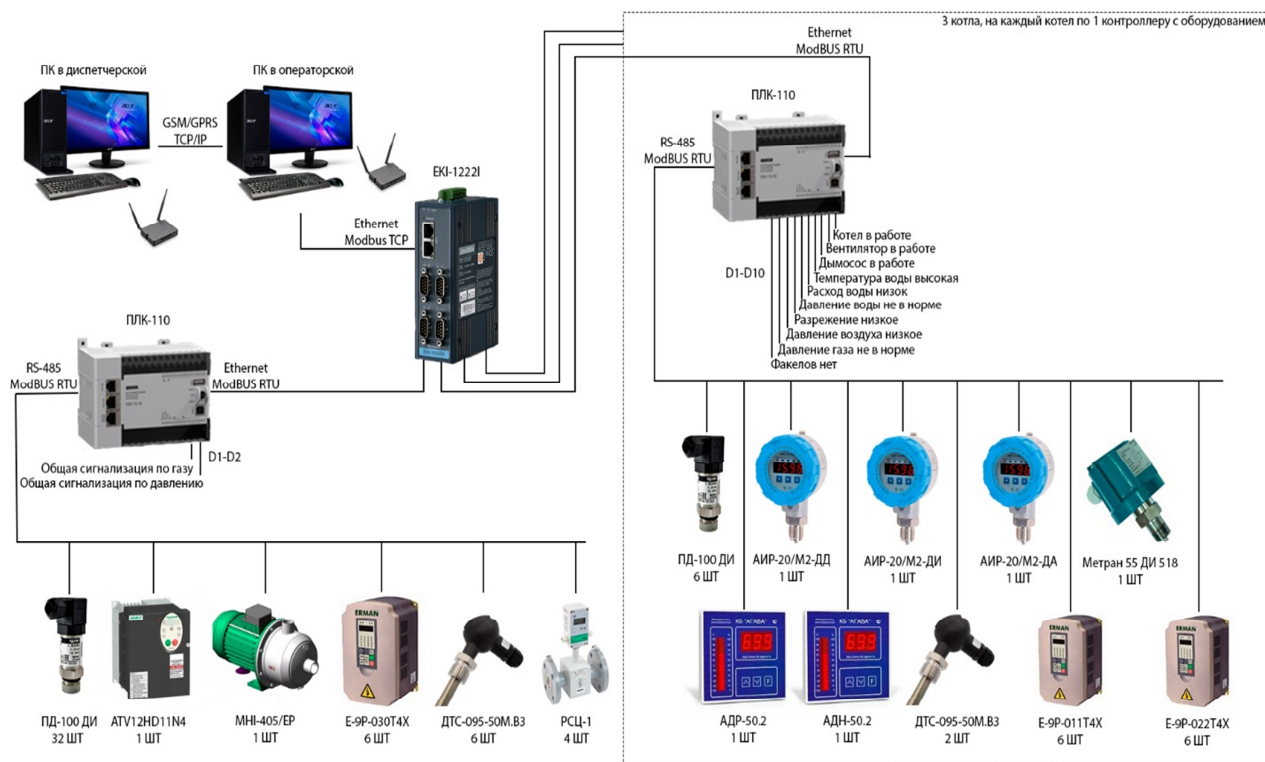 3 котла, на каждый котел по 1 контроллеру с оборудованием
Ethernet
ModBUS RTU
ПК в диспетчерской
ПК в операторской
GSM/GPRS
TCP/IP
ПЛК-110
RS-485
ModBUS RTU
EKI-1222I
Ethernet
Modbus TCP
D1-D10
Котел в работе
Вентилятор в работе
Дымосос в работе
Температура воды высокая
Расход воды низок
Давление воды не в норме
Разрежение низкое
Давление воздуха низкое
Давление газа не в норме
Факелов нет
ПЛК-110
RS-485
ModBUS RTU
Ethernet
ModBUS RTU
D1-D2
Общая сигнализация по газу
Общая сигнализация по давлению
ПД-100 ДИ
6 ШТ
АИР-20/М2-ДД
1 ШТ
АИР-20/М2-ДИ
1 ШТ
АИР-20/М2-ДА
1 ШТ
Метран 55 ДИ 518
1 ШТ
ERMAN
КБ "АГАВА"
КБ "АГАВА"
ERMAN
ERMAN
ПД-100 ДИ
32 ШТ
ATV12HD11N4
1 ШТ
MHI-405/EP
1 ШТ
E-9P-030T4X
6 ШТ
ДТС-095-50М.В3
6 ШТ
РСЦ-1
4 ШТ
АДР-50.2
1 ШТ
АДН-50.2
1 ШТ
ДТС-095-50М.В3
2 ШТ
E-9P-011T4X
6 ШТ
E-9P-022T4X
6 ШТ